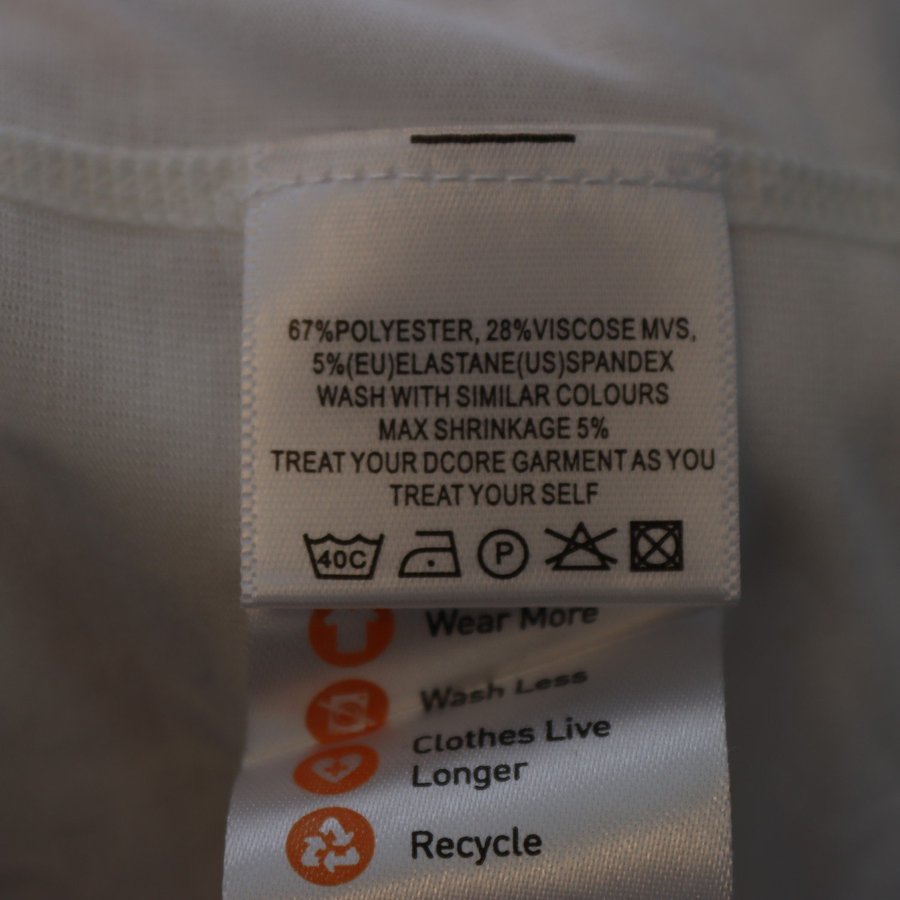 67%POLYESTER, 28%VISCOSE MVS,
5%(EU)ELASTANE(US)SPANDEX
WASH WITH SIMILAR COLOURS
MAX SHRINKAGE 5%
TREAT YOUR DCORE GARMENT AS YOU
TREAT YOUR SELF
40C P
Wear More
Wash Less
Clothes Live
Longer
Recycle